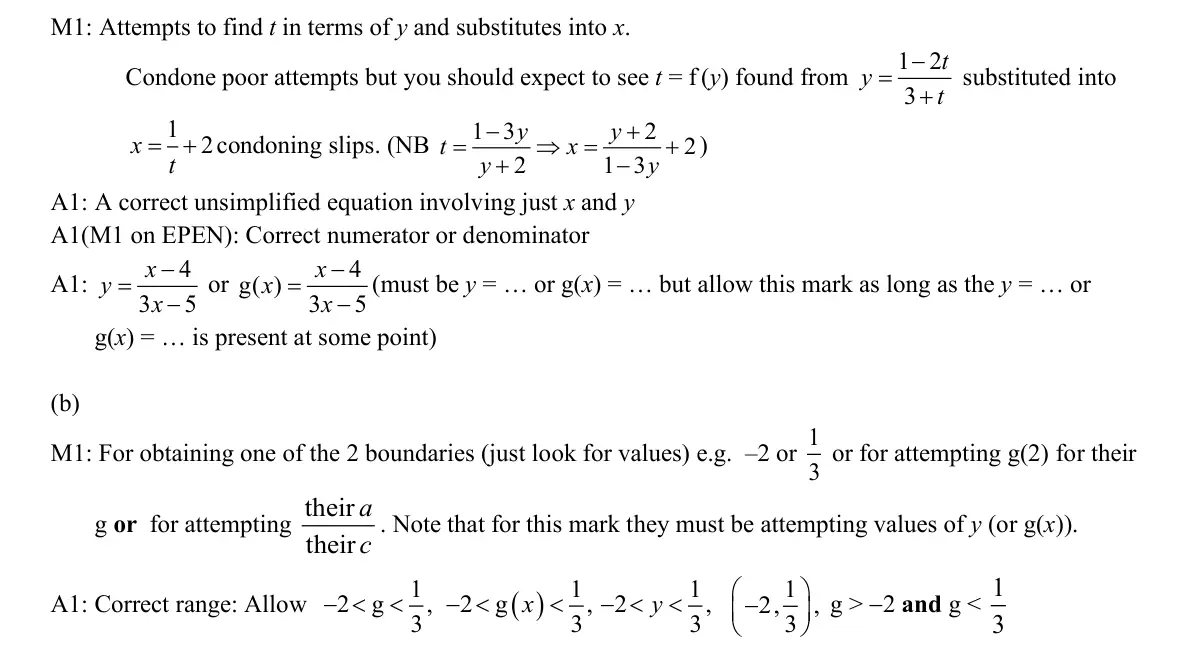 M1: Attempts to find t in terms of y and substitutes into x.
Condone poor attempts but you should expect to see t = f(y) found from y = (1 − 2t)/(3 + t) substituted into
x = 1/t + 2 condoning slips. (NB t = (1 − 3y)/(y + 2) ⇒ x = (y + 2)/(1 − 3y) + 2)
A1: A correct unsimplified equation involving just x and y
A1(M1 on EPEN): Correct numerator or denominator
A1: y = (x − 4)/(3x − 5) or g(x) = (x − 4)/(3x − 5) (must be y = … or g(x) = … but allow this mark as long as the y = … or
g(x) = … is present at some point)
(b)
M1: For obtaining one of the 2 boundaries (just look for values) e.g. –2 or 1/3 or for attempting g(2) for their
g **or** for attempting their a/their c. Note that for this mark they must be attempting values of y (or g(x)).
A1: Correct range: Allow −2 < g < 1/3, −2 < g(x) < 1/3, −2 < y < 1/3, (−2, 1/3), g > −2 **and** g < 1/3